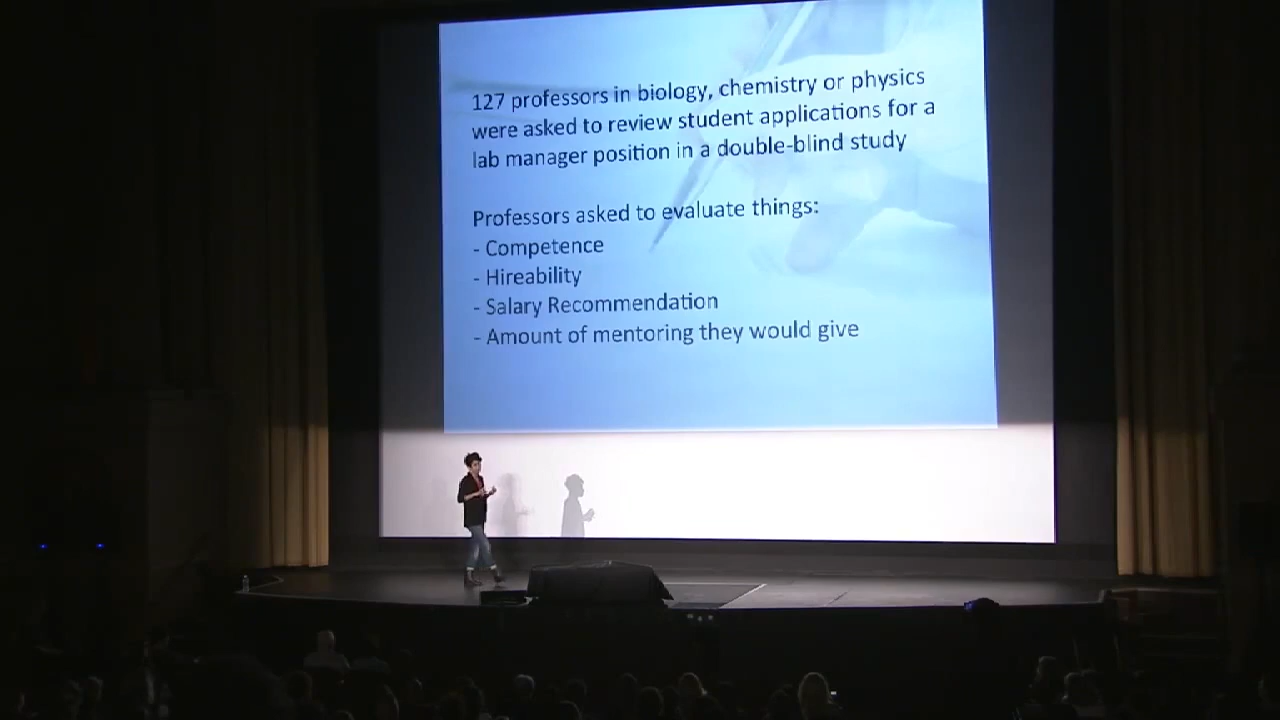 127 professors in biology, chemistry or physics
were asked to review student applications for a
lab manager position in a double-blind study
Professors asked to evaluate things:
- Competence
- Hireability
- Salary Recommendation
- Amount of mentoring they would give